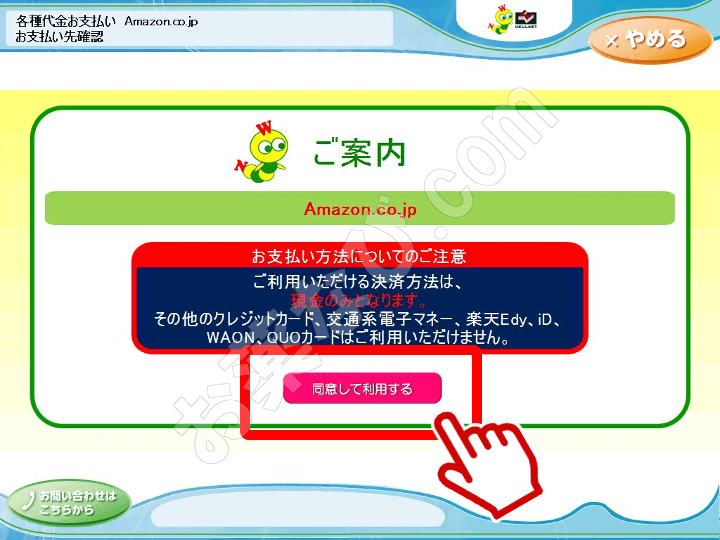 各種代金お支払い Amazon.co.jp
お支払い先確認
WELLNET
× やめる
N W
ご案内
Amazon.co.jp
お支払い方法についてのご注意
ご利用いただける決済方法は、
現金のみとなります。
その他のクレジットカード、交通系電子マネー、楽天Edy、iD、
WAON、QUOカードはご利用いただけません。
同意して利用する
お薬なび.com
お問い合わせは
こちらから